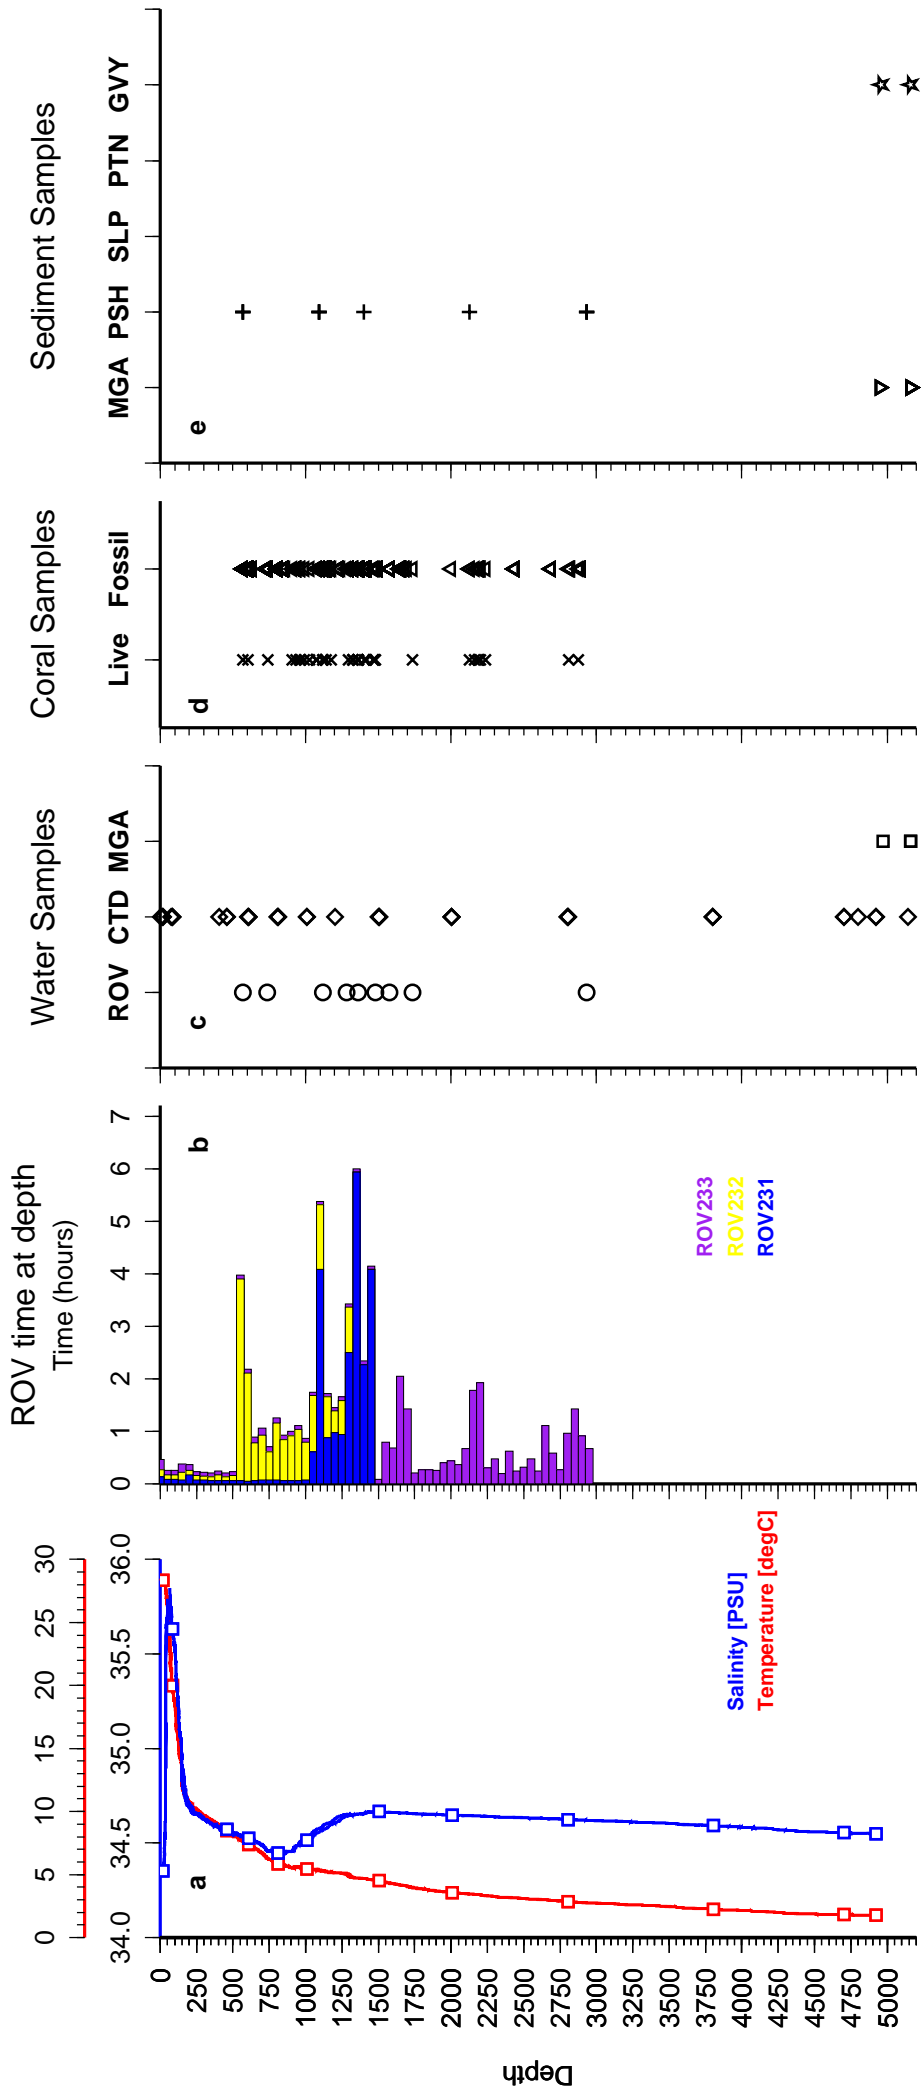 ROV time at depth
Time (hours)
Water Samples
Coral Samples
Sediment Samples
0 5 10 15 20 25 30
34.0 34.5 35.0 35.5 36.0
0 1 2 3 4 5 6 7
ROV CTD MGA
Live Fossil
MGA PSH SLP PTN GVY
a
b
c
d
e
Salinity [PSU]
Temperature [degC]
ROV233
ROV232
ROV231
0
250
500
750
1000
1250
1500
1750
2000
2250
2500
2750
3000
3250
3500
3750
4000
4250
4500
4750
5000
Depth